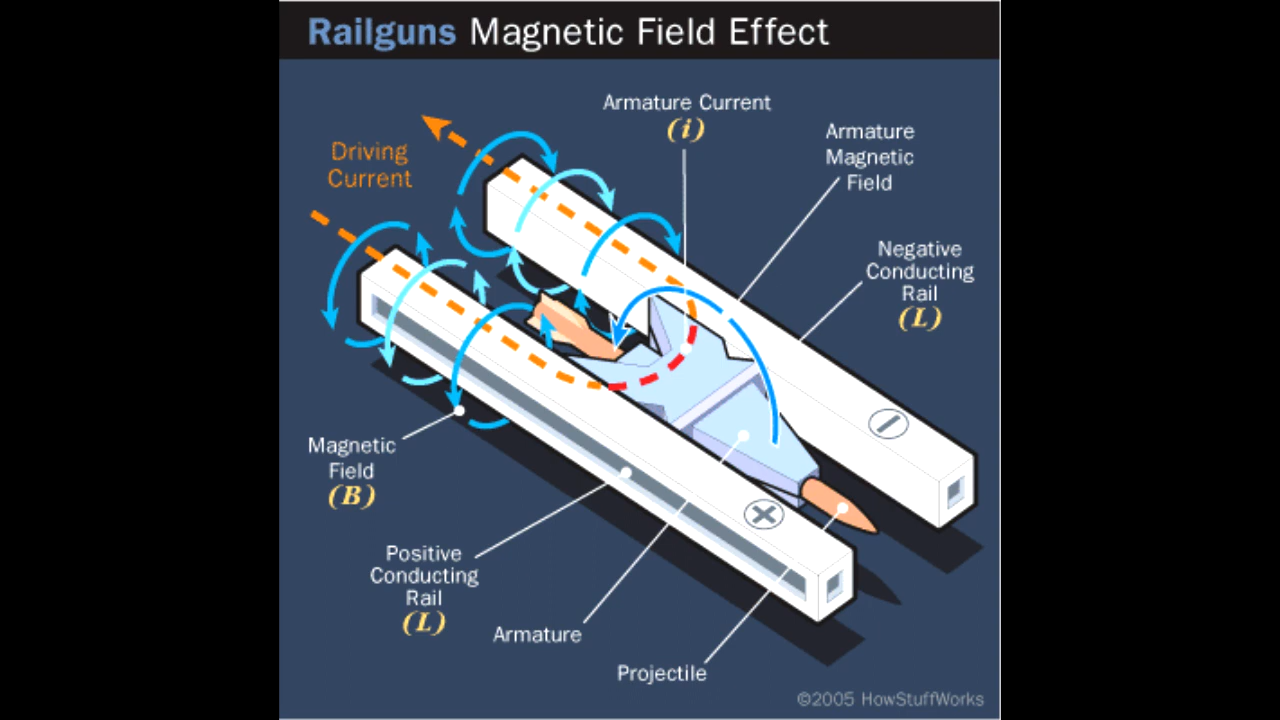 Railguns Magnetic Field Effect
Armature Current
(i)
Armature
Magnetic
Field
Driving
Current
Negative
Conducting
Rail
(L)
Magnetic
Field
(B)
Positive
Conducting
Rail
(L)
Armature
Projectile
©2005 HowStuffWorks